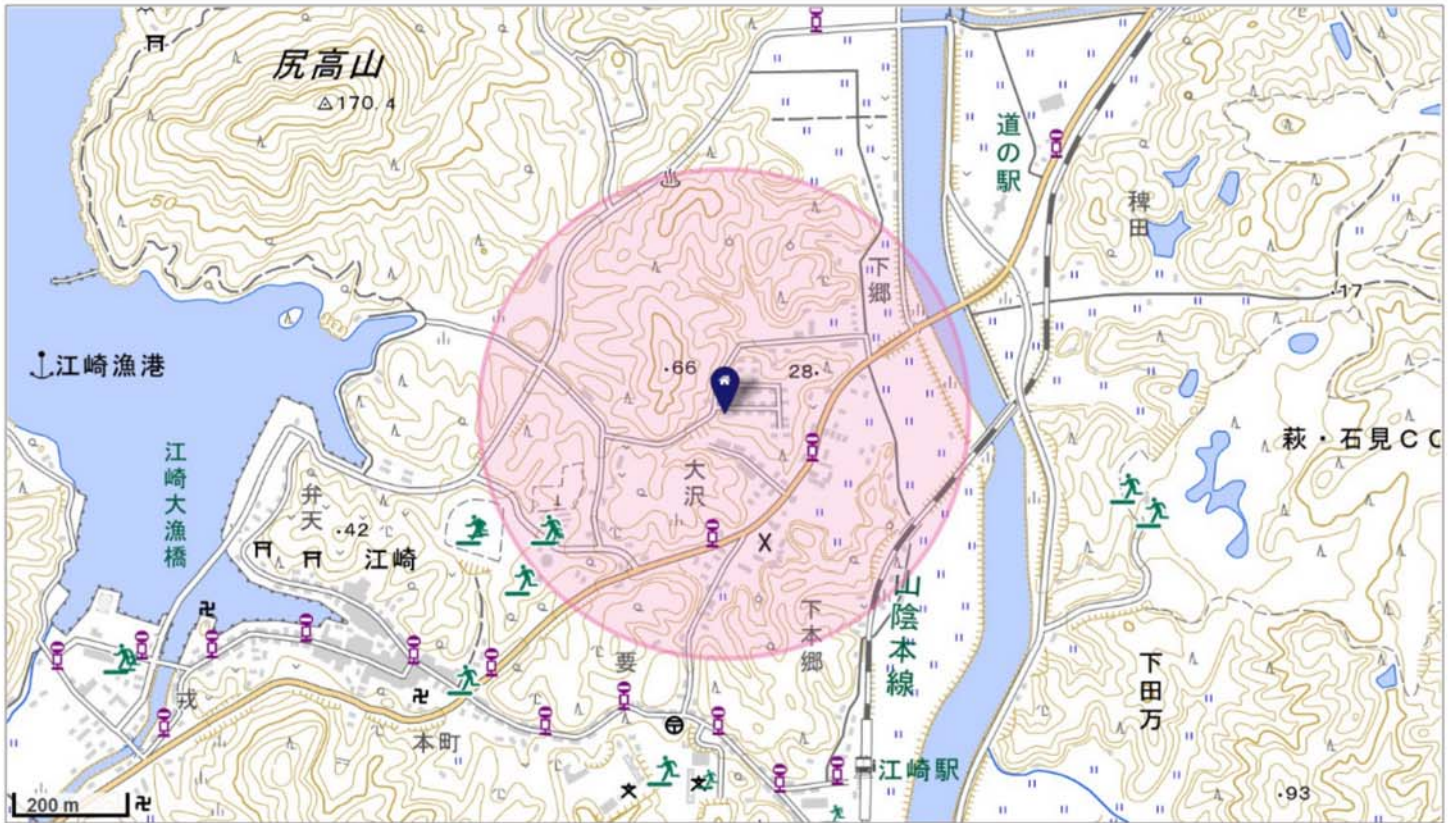 尻高山
170.4
50
道の駅
稗田
下郷
17
66
28
江崎漁港
萩・石見CC
江崎大漁橋
弁天
大沢
42
江崎
山陰本線
下本郷
要
下田万
戎
本町
江崎駅
93
200 m